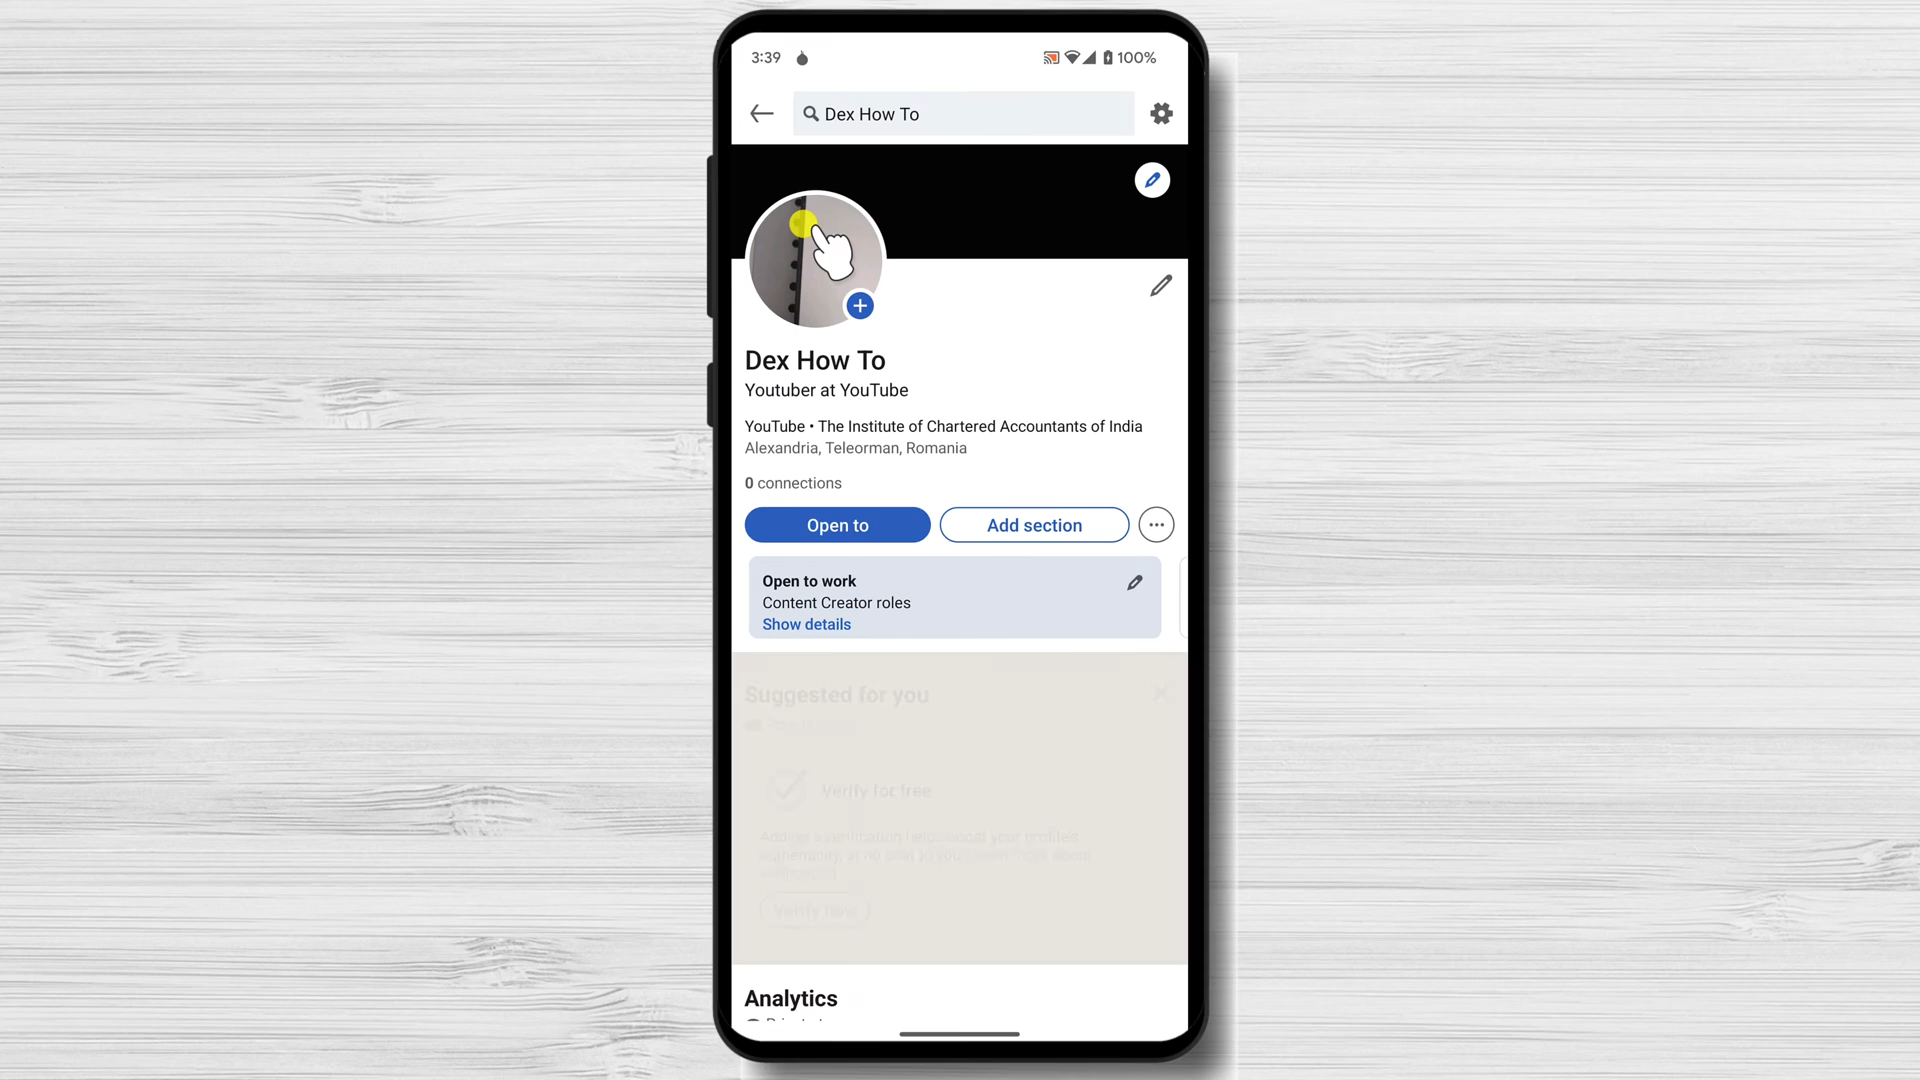 3:39
100%
Dex How To
Dex How To
Youtuber at YouTube
YouTube • The Institute of Chartered Accountants of India
Alexandria, Teleorman, Romania
0 connections
Open to
Add section
Open to work
Content Creator roles
Show details
Suggested for you
Verify for free
Verify now
Analytics